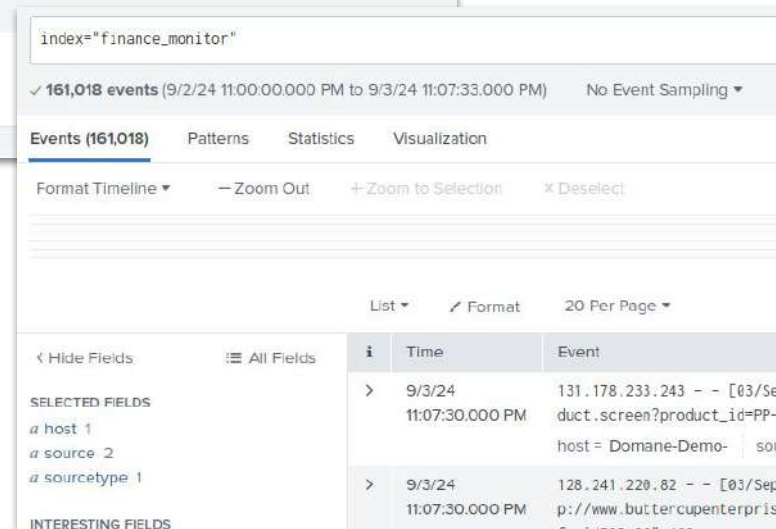 index="finance_monitor"
✓ 161,018 events (9/2/24 11:00:00.000 PM to 9/3/24 11:07:33.000 PM) No Event Sampling ▾
Events (161,018) Patterns Statistics Visualization
Format Timeline ▾ — Zoom Out + Zoom to Selection × Deselect
List ▾ Format 20 Per Page ▾
< Hide Fields All Fields i Time Event
SELECTED FIELDS
a host 1
a source 2
a sourcetype 1
INTERESTING FIELDS
> 9/3/24 131.178.233.243 - - [03/Se
11:07:30.000 PM duct.screen?product_id=PP-
host = Domane-Demo- sou
> 9/3/24 128.241.220.82 - - [03/Sep
11:07:30.000 PM p://www.buttercupenterpris